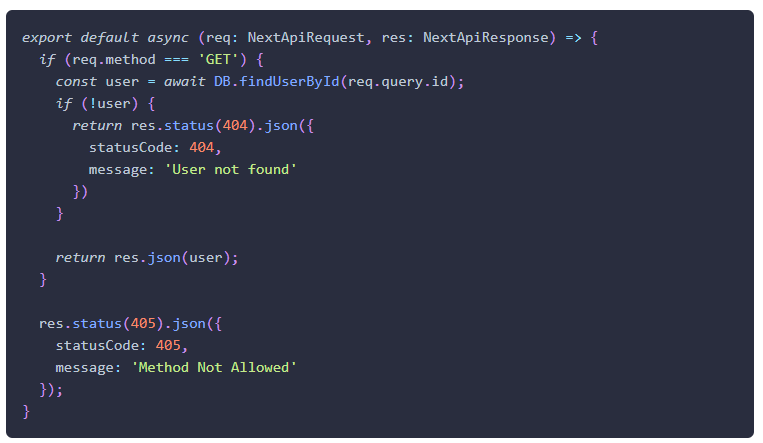 export default async (req: NextApiRequest, res: NextApiResponse) => {
  if (req.method === 'GET') {
    const user = await DB.findUserById(req.query.id);
    if (!user) {
      return res.status(404).json({
        statusCode: 404,
        message: 'User not found'
      })
    }

    return res.json(user);
  }

  res.status(405).json({
    statusCode: 405,
    message: 'Method Not Allowed'
  });
}